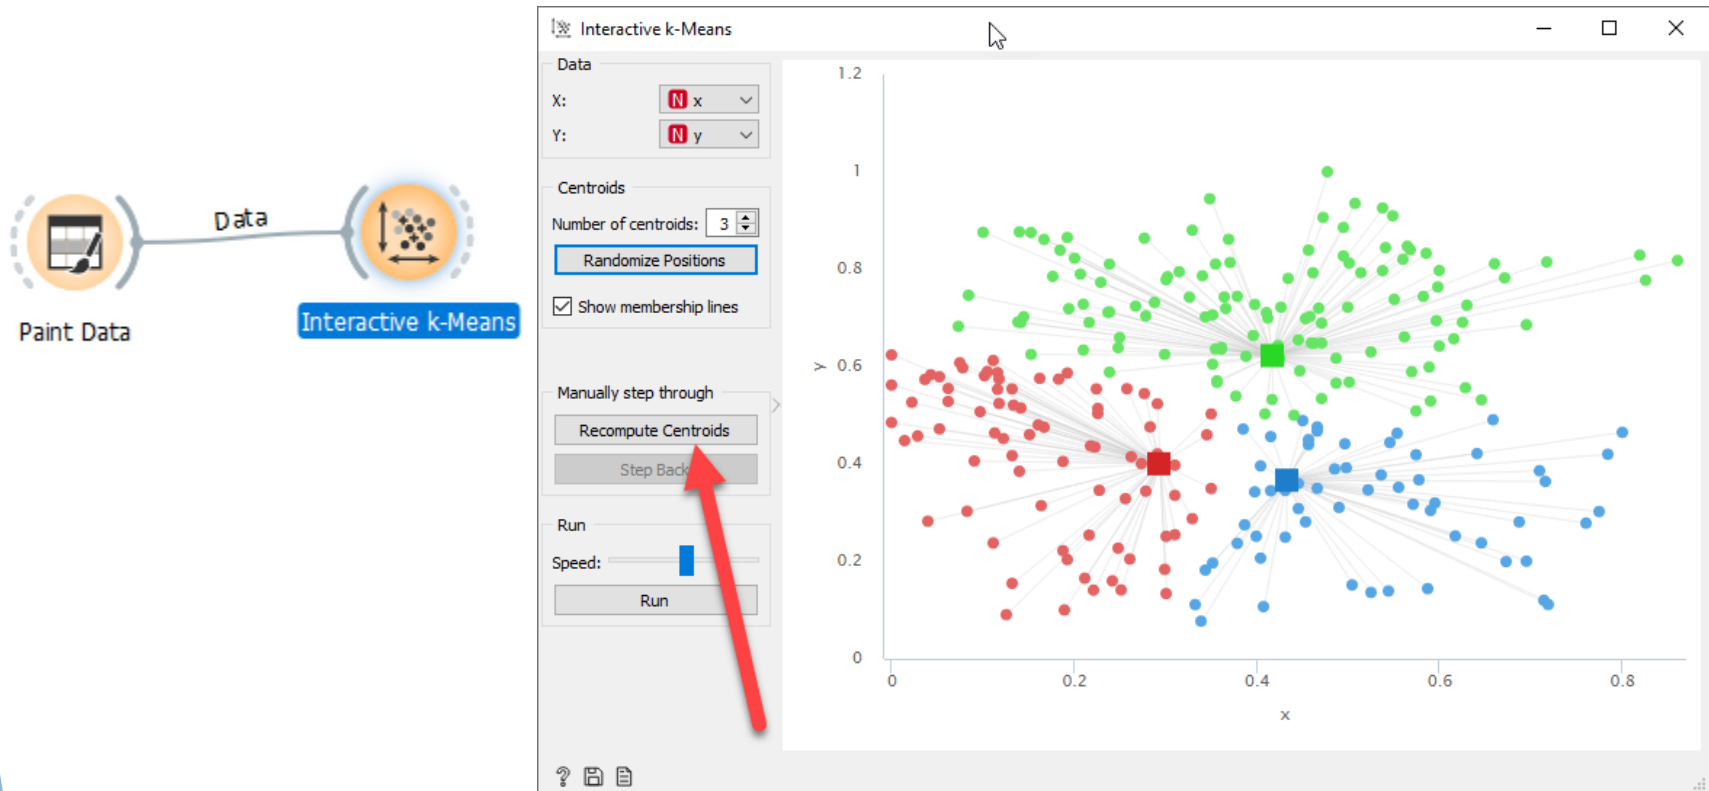 Data
Paint Data
Interactive k-Means
Interactive k-Means
Data
X:
N x
Y:
N y
Centroids
Number of centroids: 3
Randomize Positions
Show membership lines
Manually step through
Recompute Centroids
Step Back
Run
Speed:
Run
1.2
1
0.8
0.6
0.4
0.2
0
y
0
0.2
0.4
0.6
0.8
x
?